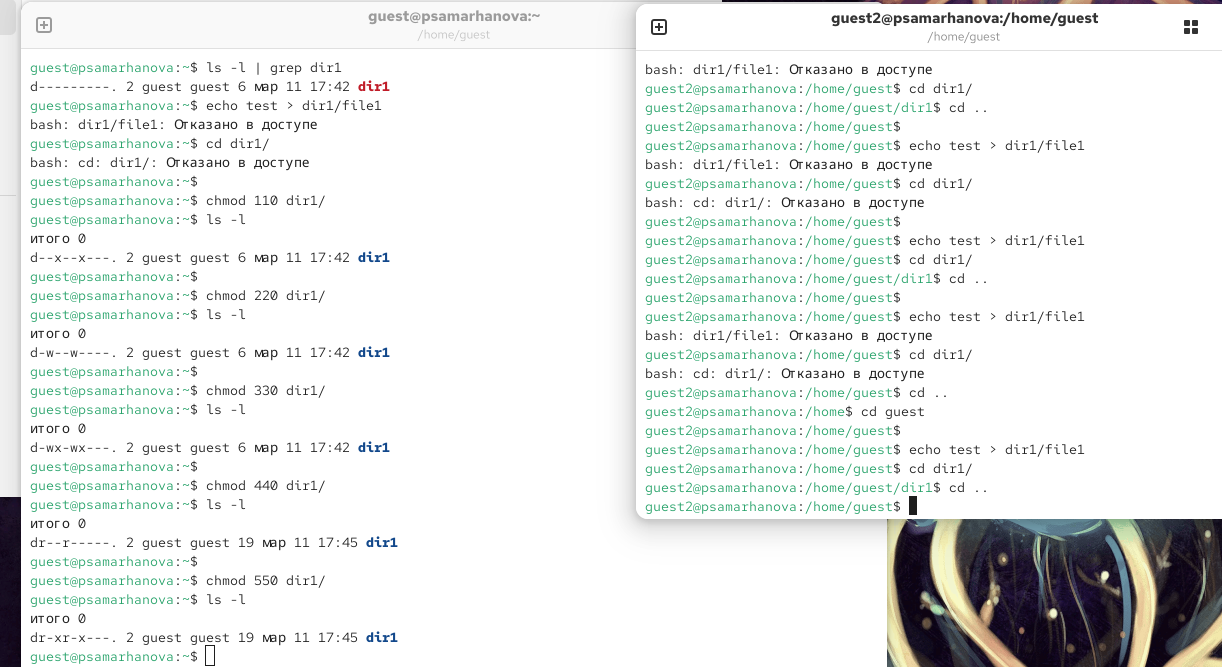 guest@psamarhanova:~
/home/guest
guest@psamarhanova:~$ ls -l | grep dir1
d---------. 2 guest guest 6 мар 11 17:42 dir1
guest@psamarhanova:~$ echo test > dir1/file1
bash: dir1/file1: Отказано в доступе
guest@psamarhanova:~$ cd dir1/
bash: cd: dir1/: Отказано в доступе
guest@psamarhanova:~$
guest@psamarhanova:~$ chmod 110 dir1/
guest@psamarhanova:~$ ls -l
итого 0
d--x--x---. 2 guest guest 6 мар 11 17:42 dir1
guest@psamarhanova:~$
guest@psamarhanova:~$ chmod 220 dir1/
guest@psamarhanova:~$ ls -l
итого 0
d-w--w----. 2 guest guest 6 мар 11 17:42 dir1
guest@psamarhanova:~$
guest@psamarhanova:~$ chmod 330 dir1/
guest@psamarhanova:~$ ls -l
итого 0
d-wx-wx---. 2 guest guest 6 мар 11 17:42 dir1
guest@psamarhanova:~$
guest@psamarhanova:~$ chmod 440 dir1/
guest@psamarhanova:~$ ls -l
итого 0
dr--r-----. 2 guest guest 19 мар 11 17:45 dir1
guest@psamarhanova:~$
guest@psamarhanova:~$ chmod 550 dir1/
guest@psamarhanova:~$ ls -l
итого 0
dr-xr-x---. 2 guest guest 19 мар 11 17:45 dir1
guest@psamarhanova:~$
guest2@psamarhanova:/home/guest
/home/guest
bash: dir1/file1: Отказано в доступе
guest2@psamarhanova:/home/guest$ cd dir1/
guest2@psamarhanova:/home/guest/dir1$ cd ..
guest2@psamarhanova:/home/guest$
guest2@psamarhanova:/home/guest$ echo test > dir1/file1
bash: dir1/file1: Отказано в доступе
guest2@psamarhanova:/home/guest$ cd dir1/
bash: cd: dir1/: Отказано в доступе
guest2@psamarhanova:/home/guest$
guest2@psamarhanova:/home/guest$ echo test > dir1/file1
guest2@psamarhanova:/home/guest$ cd dir1/
guest2@psamarhanova:/home/guest/dir1$ cd ..
guest2@psamarhanova:/home/guest$
guest2@psamarhanova:/home/guest$ echo test > dir1/file1
bash: dir1/file1: Отказано в доступе
guest2@psamarhanova:/home/guest$ cd dir1/
bash: cd: dir1/: Отказано в доступе
guest2@psamarhanova:/home/guest$ cd ..
guest2@psamarhanova:/home$ cd guest
guest2@psamarhanova:/home/guest$
guest2@psamarhanova:/home/guest$ echo test > dir1/file1
guest2@psamarhanova:/home/guest$ cd dir1/
guest2@psamarhanova:/home/guest/dir1$ cd ..
guest2@psamarhanova:/home/guest$